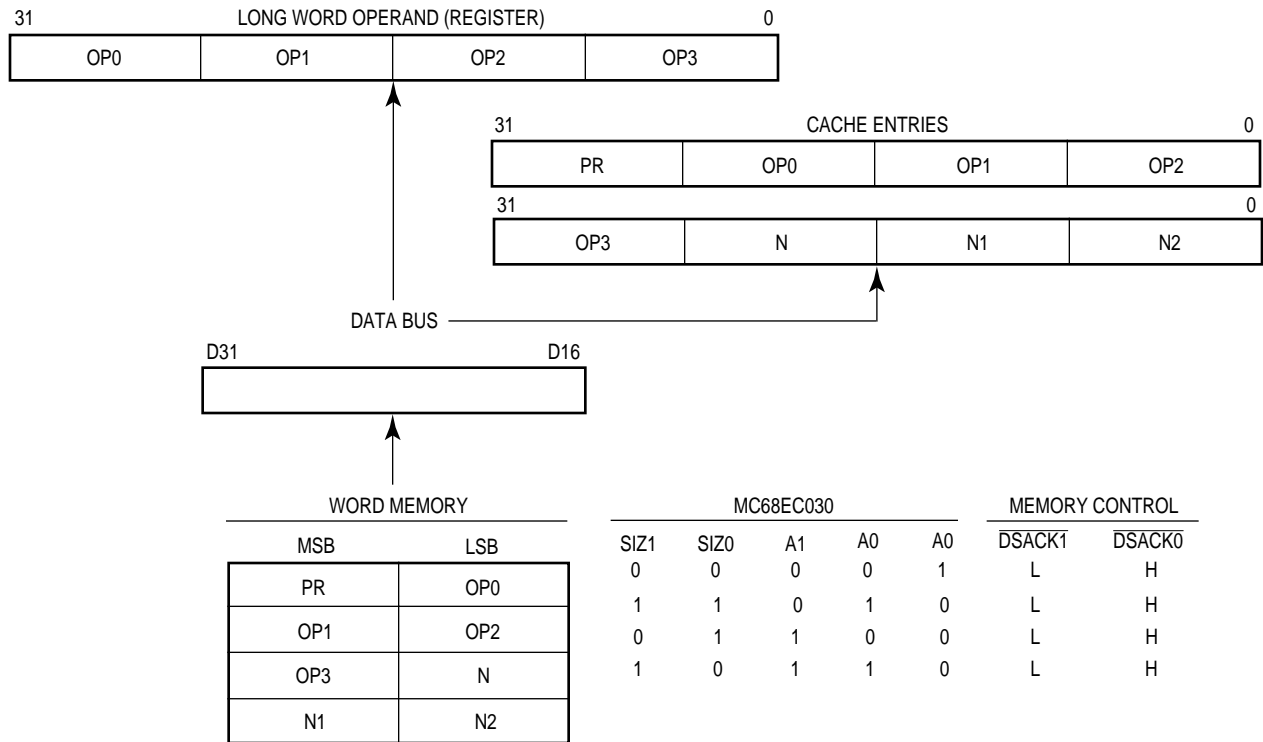 31 LONG WORD OPERAND (REGISTER) 0
OP0 OP1 OP2 OP3
31 CACHE ENTRIES 0
PR OP0 OP1 OP2
31 0
OP3 N N1 N2
DATA BUS
D31 D16
WORD MEMORY MC68EC030 MEMORY CONTROL
MSB LSB SIZ1 SIZ0 A1 A0 A0 DSACK1 DSACK0
0 0 0 0 1 L H
PR OP0
1 1 0 1 0 L H
OP1 OP2
0 1 1 0 0 L H
OP3 N
1 0 1 1 0 L H
N1 N2